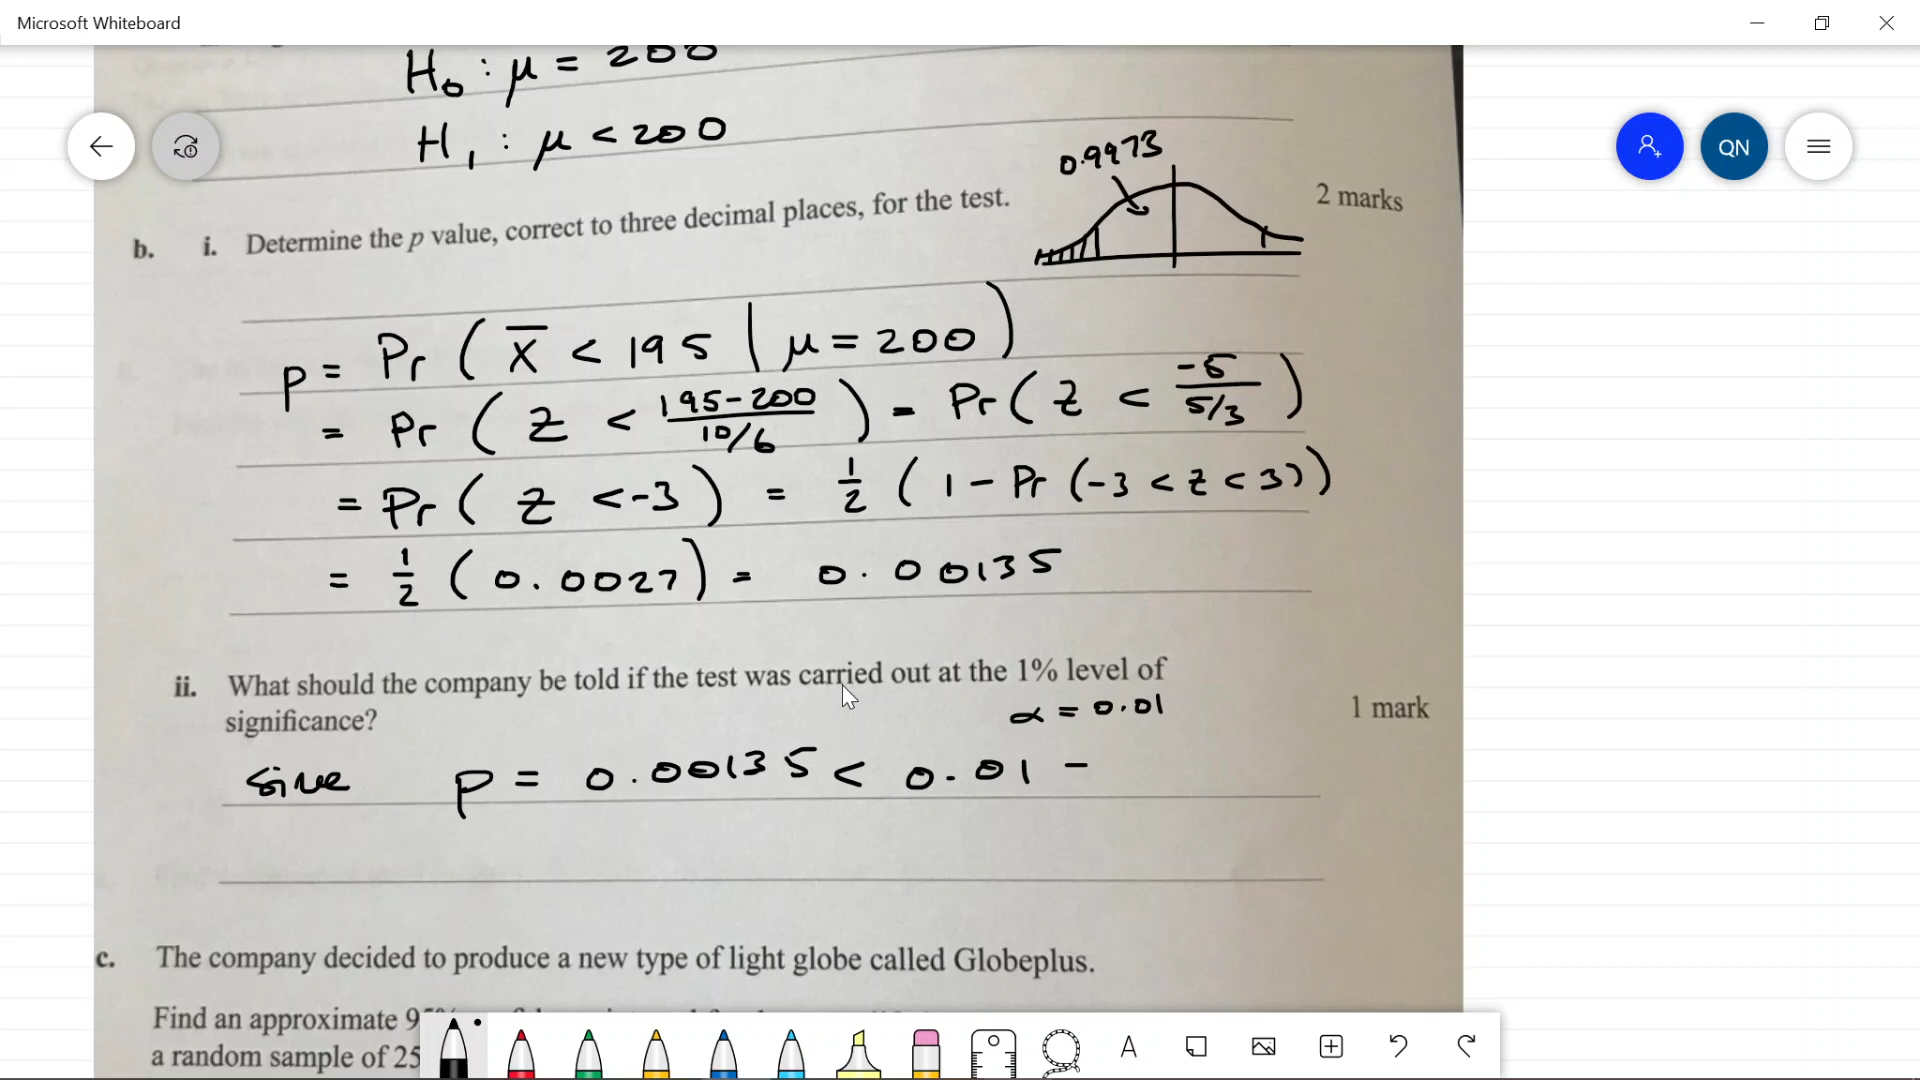 Microsoft Whiteboard
H₀ : μ = 200
H₁ : μ < 200
0.9973
2 marks
b. i. Determine the p value, correct to three decimal places, for the test.
p = Pr ( X̅ < 195 | μ = 200 )
= Pr ( Z < (195-200)/(10/6) ) = Pr ( Z < -5/(5/3) )
= Pr ( Z < -3 ) = 1/2 ( 1 - Pr (-3 < Z < 3) )
= 1/2 ( 0.0027 ) = 0.00135
ii. What should the company be told if the test was carried out at the 1% level of
significance?
α = 0.01
1 mark
since p = 0.00135 < 0.01 -
c. The company decided to produce a new type of light globe called Globeplus.
Find an approximate 9
a random sample of 25
QN
A